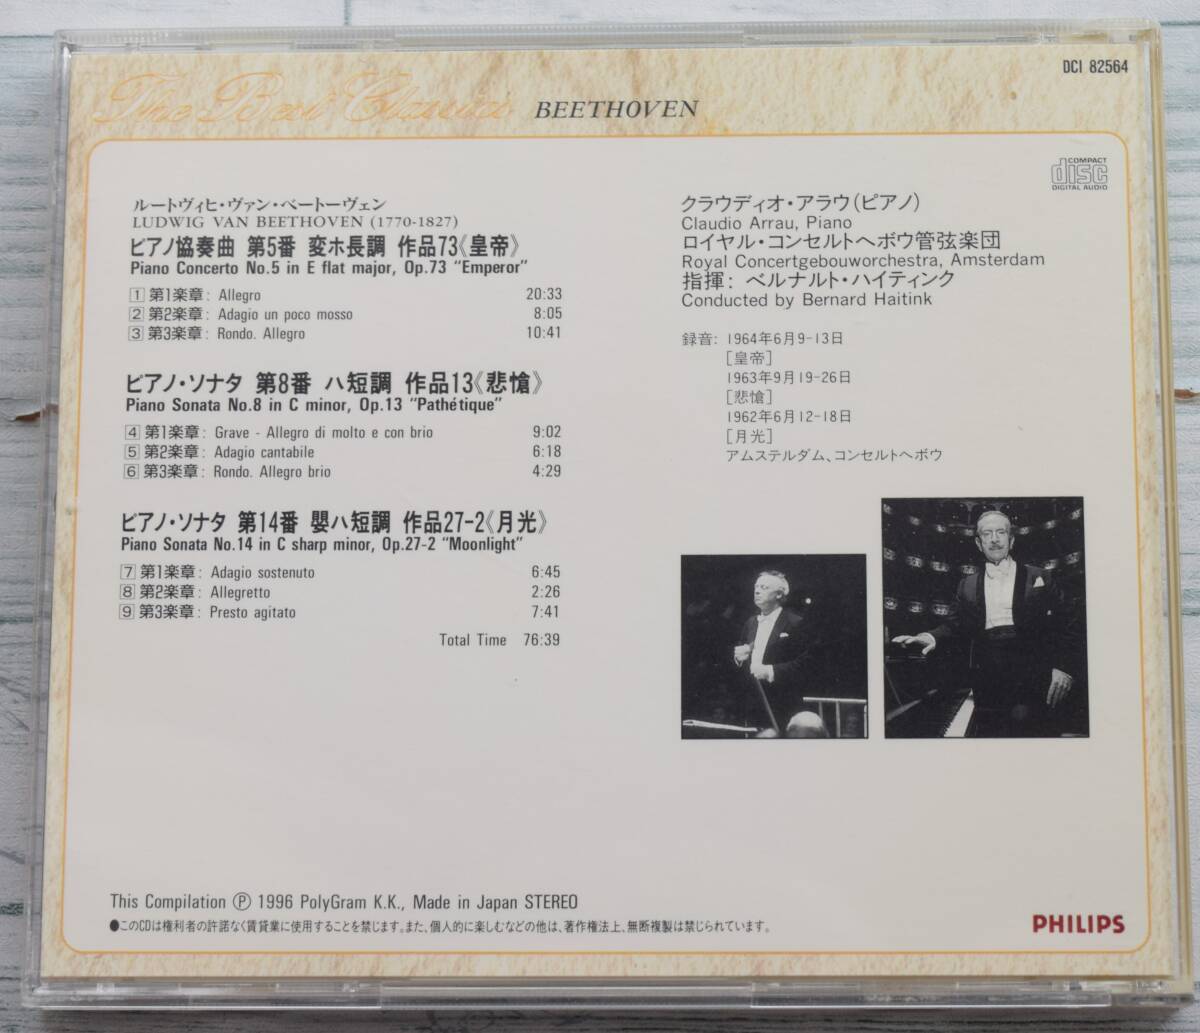 The Best Classics BEETHOVEN
DCI 82564
COMPACT
disc
DIGITAL AUDIO
ルートヴィヒ・ヴァン・ベートーヴェン
LUDWIG VAN BEETHOVEN (1770-1827)
ピアノ協奏曲 第5番 変ホ長調 作品73《皇帝》
Piano Concerto No.5 in E flat major, Op.73 "Emperor"
1 第1楽章: Allegro 20:33
2 第2楽章: Adagio un poco mosso 8:05
3 第3楽章: Rondo. Allegro 10:41
ピアノ・ソナタ 第8番 ハ短調 作品13《悲愴》
Piano Sonata No.8 in C minor, Op.13 "Pathétique"
4 第1楽章: Grave - Allegro di molto e con brio 9:02
5 第2楽章: Adagio cantabile 6:18
6 第3楽章: Rondo. Allegro brio 4:29
ピアノ・ソナタ 第14番 嬰ハ短調 作品27-2《月光》
Piano Sonata No.14 in C sharp minor, Op.27-2 "Moonlight"
7 第1楽章: Adagio sostenuto 6:45
8 第2楽章: Allegretto 2:26
9 第3楽章: Presto agitato 7:41
Total Time 76:39
クラウディオ・アラウ(ピアノ)
Claudio Arrau, Piano
ロイヤル・コンセルトヘボウ管弦楽団
Royal Concertgebouworchestra, Amsterdam
指揮: ベルナルト・ハイティンク
Conducted by Bernard Haitink
録音: 1964年6月9-13日
[皇帝]
1963年9月19-26日
[悲愴]
1962年6月12-18日
[月光]
アムステルダム、コンセルトヘボウ
This Compilation Ⓟ 1996 PolyGram K.K., Made in Japan STEREO
●このCDは権利者の許諾なく賃貸業に使用することを禁じます。また、個人的に楽しむなどの他は、著作権法上、無断複製は禁じられています。
PHILIPS